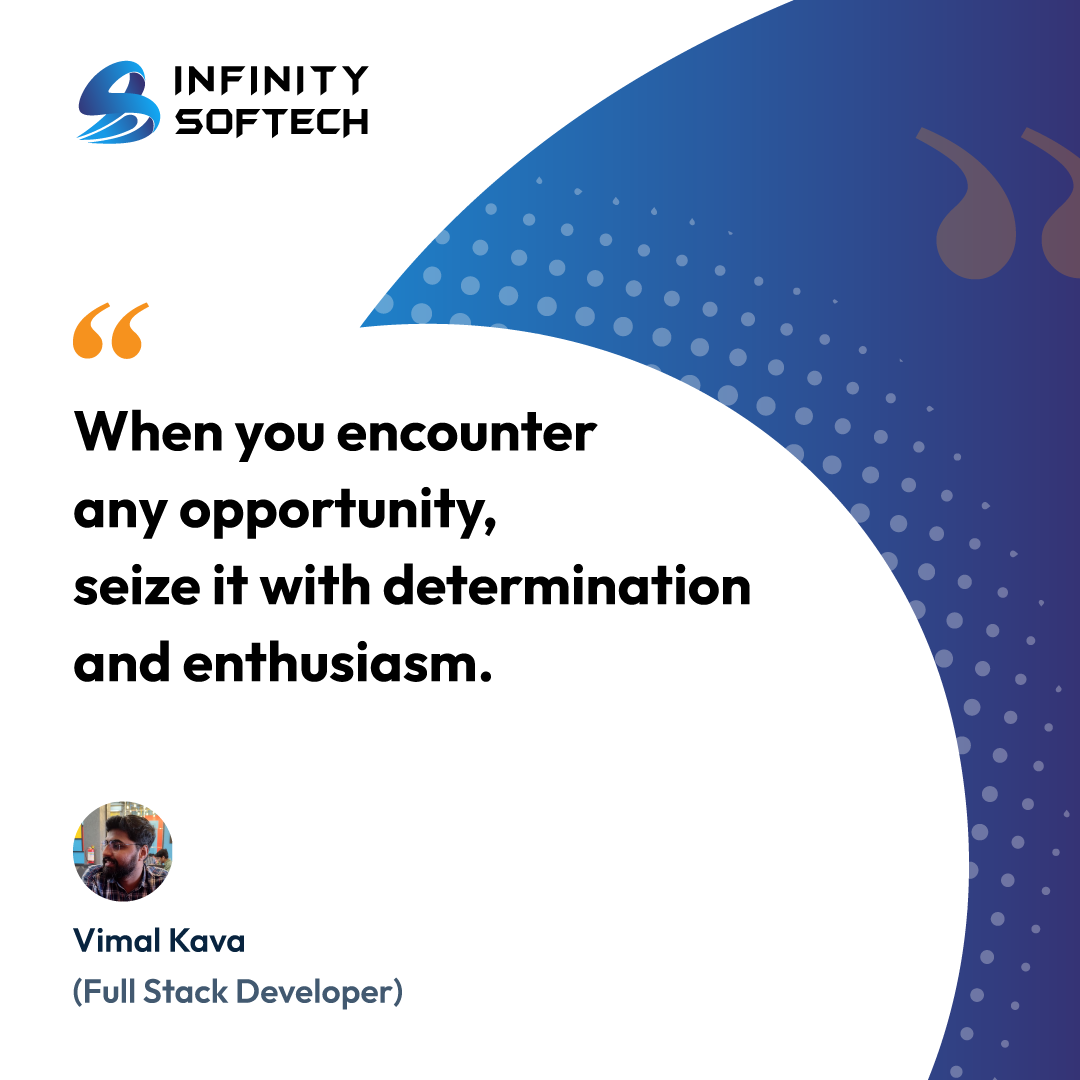 INFINITY
SOFTECH
“
When you encounter
any opportunity,
seize it with determination
and enthusiasm.
Vimal Kava
(Full Stack Developer)